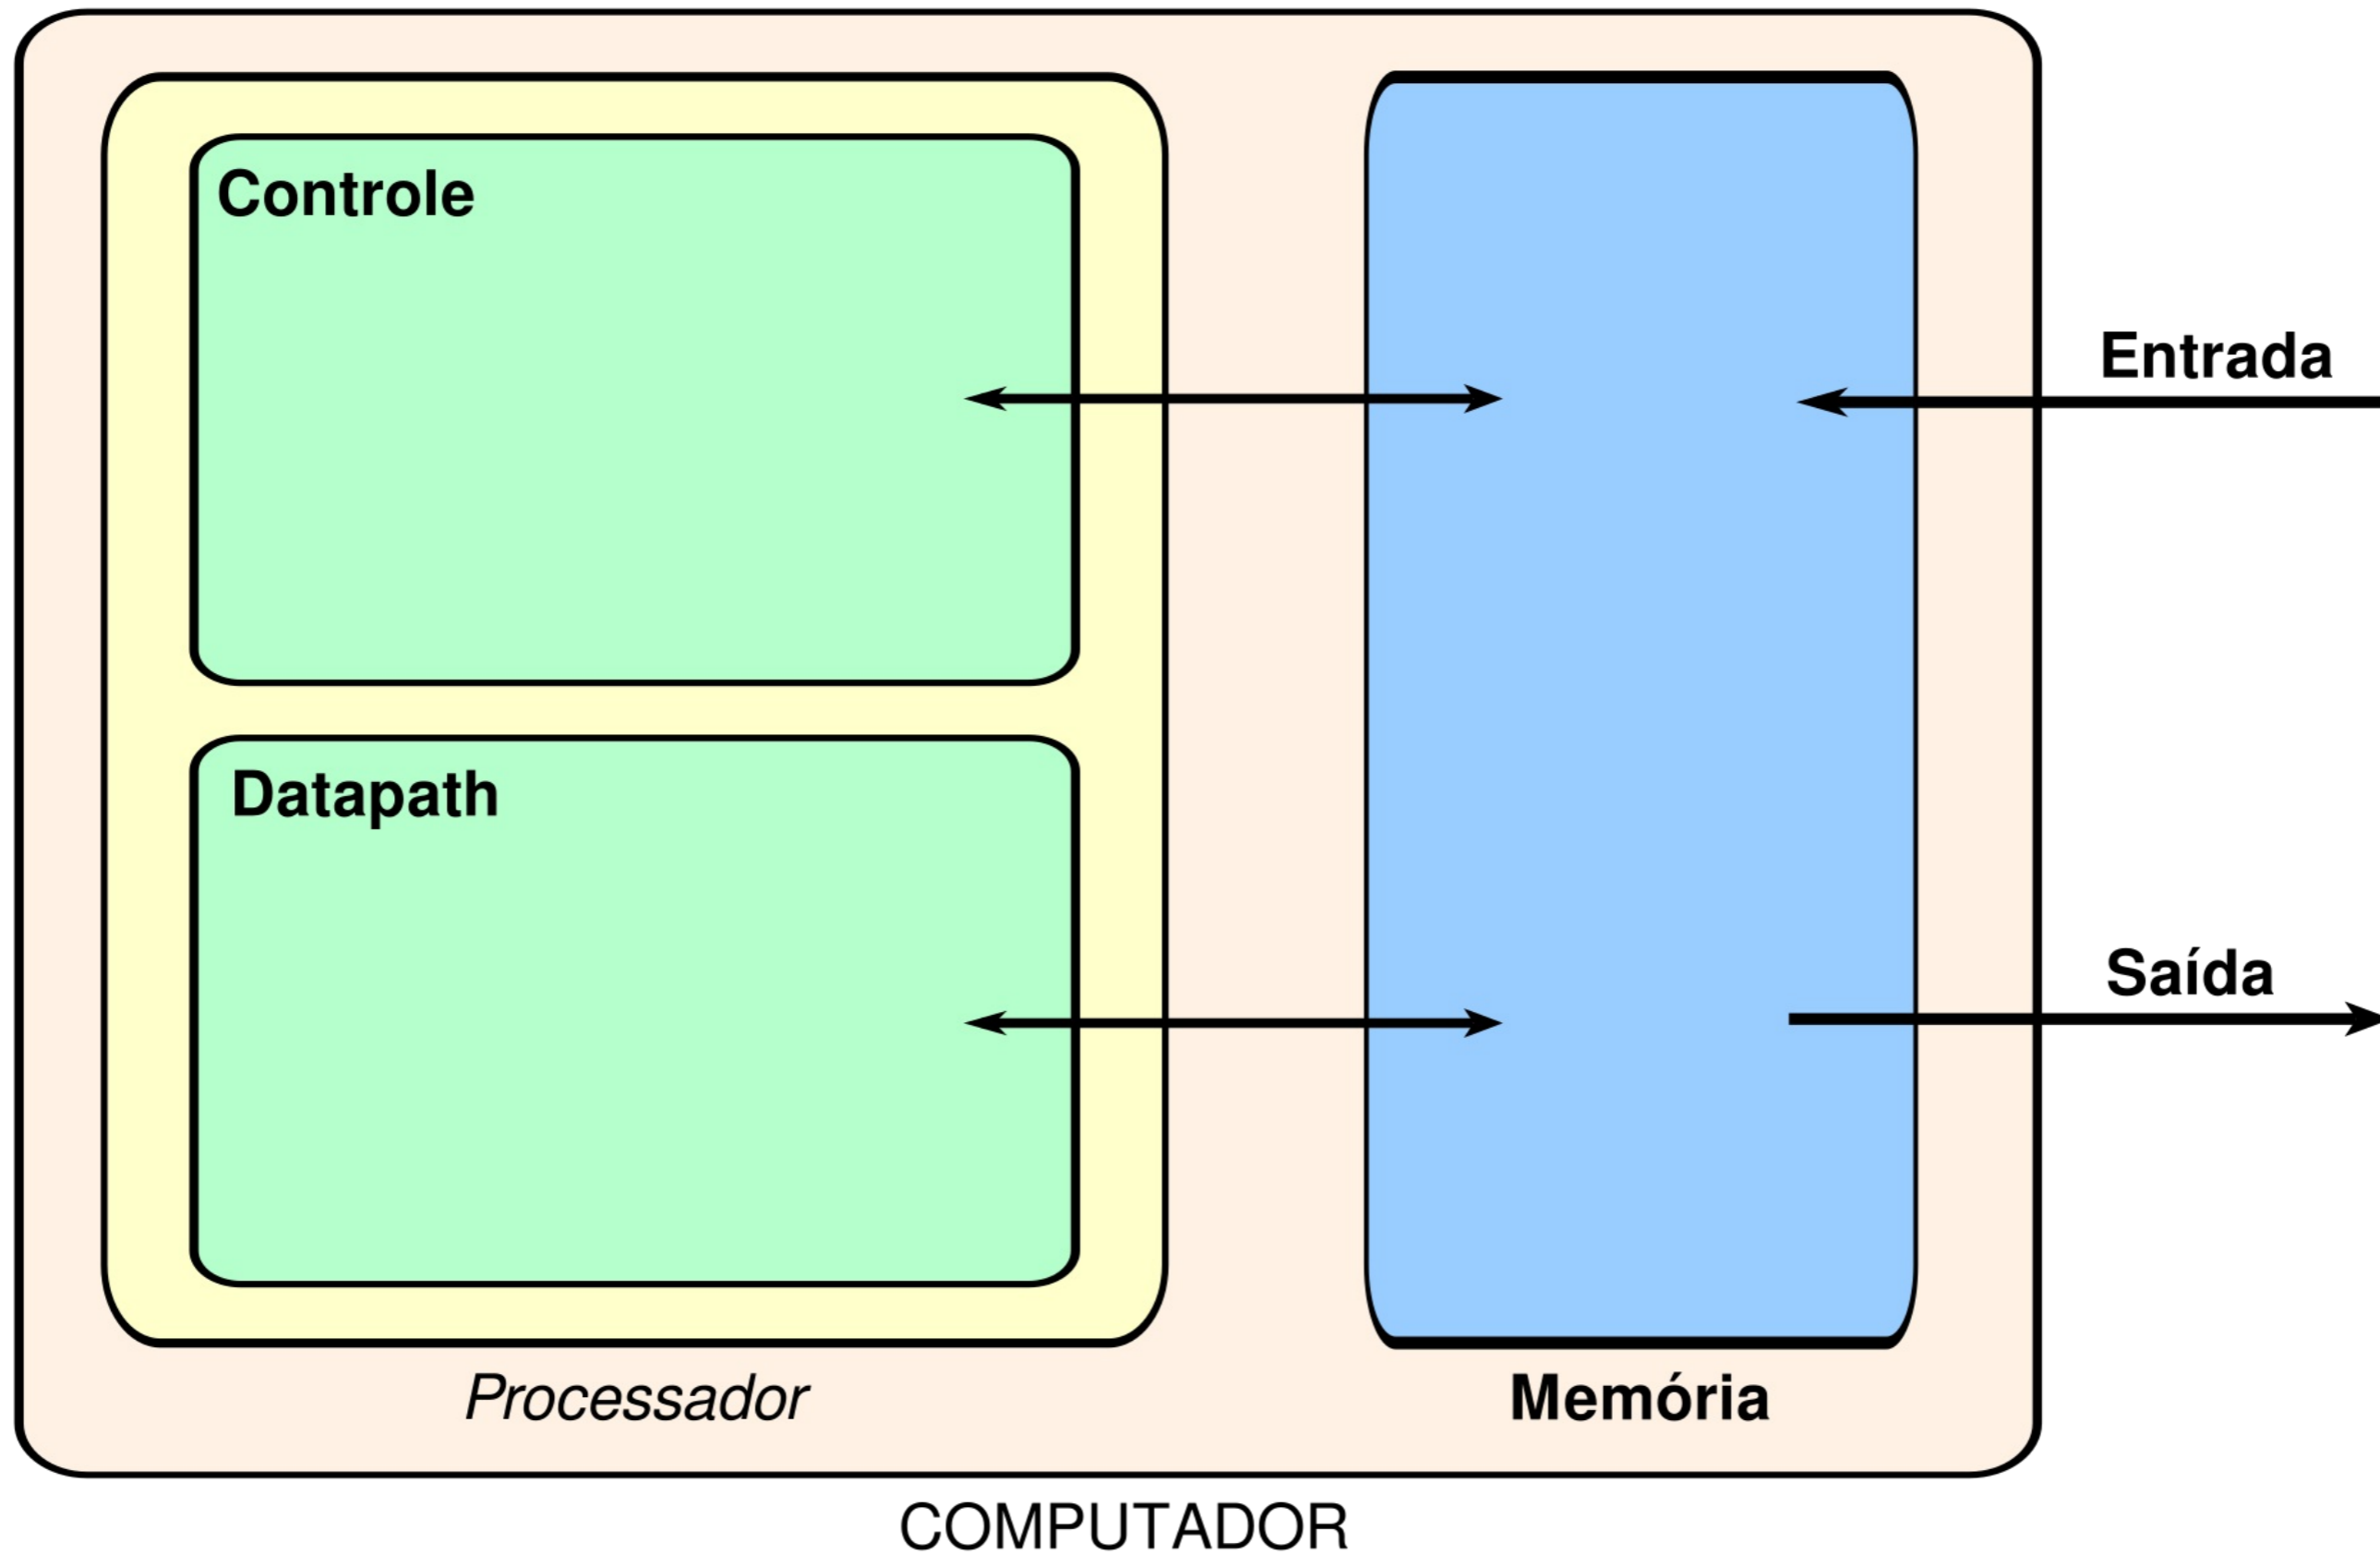 Controle
Entrada
Datapath
Saída
Processador
Memória
COMPUTADOR